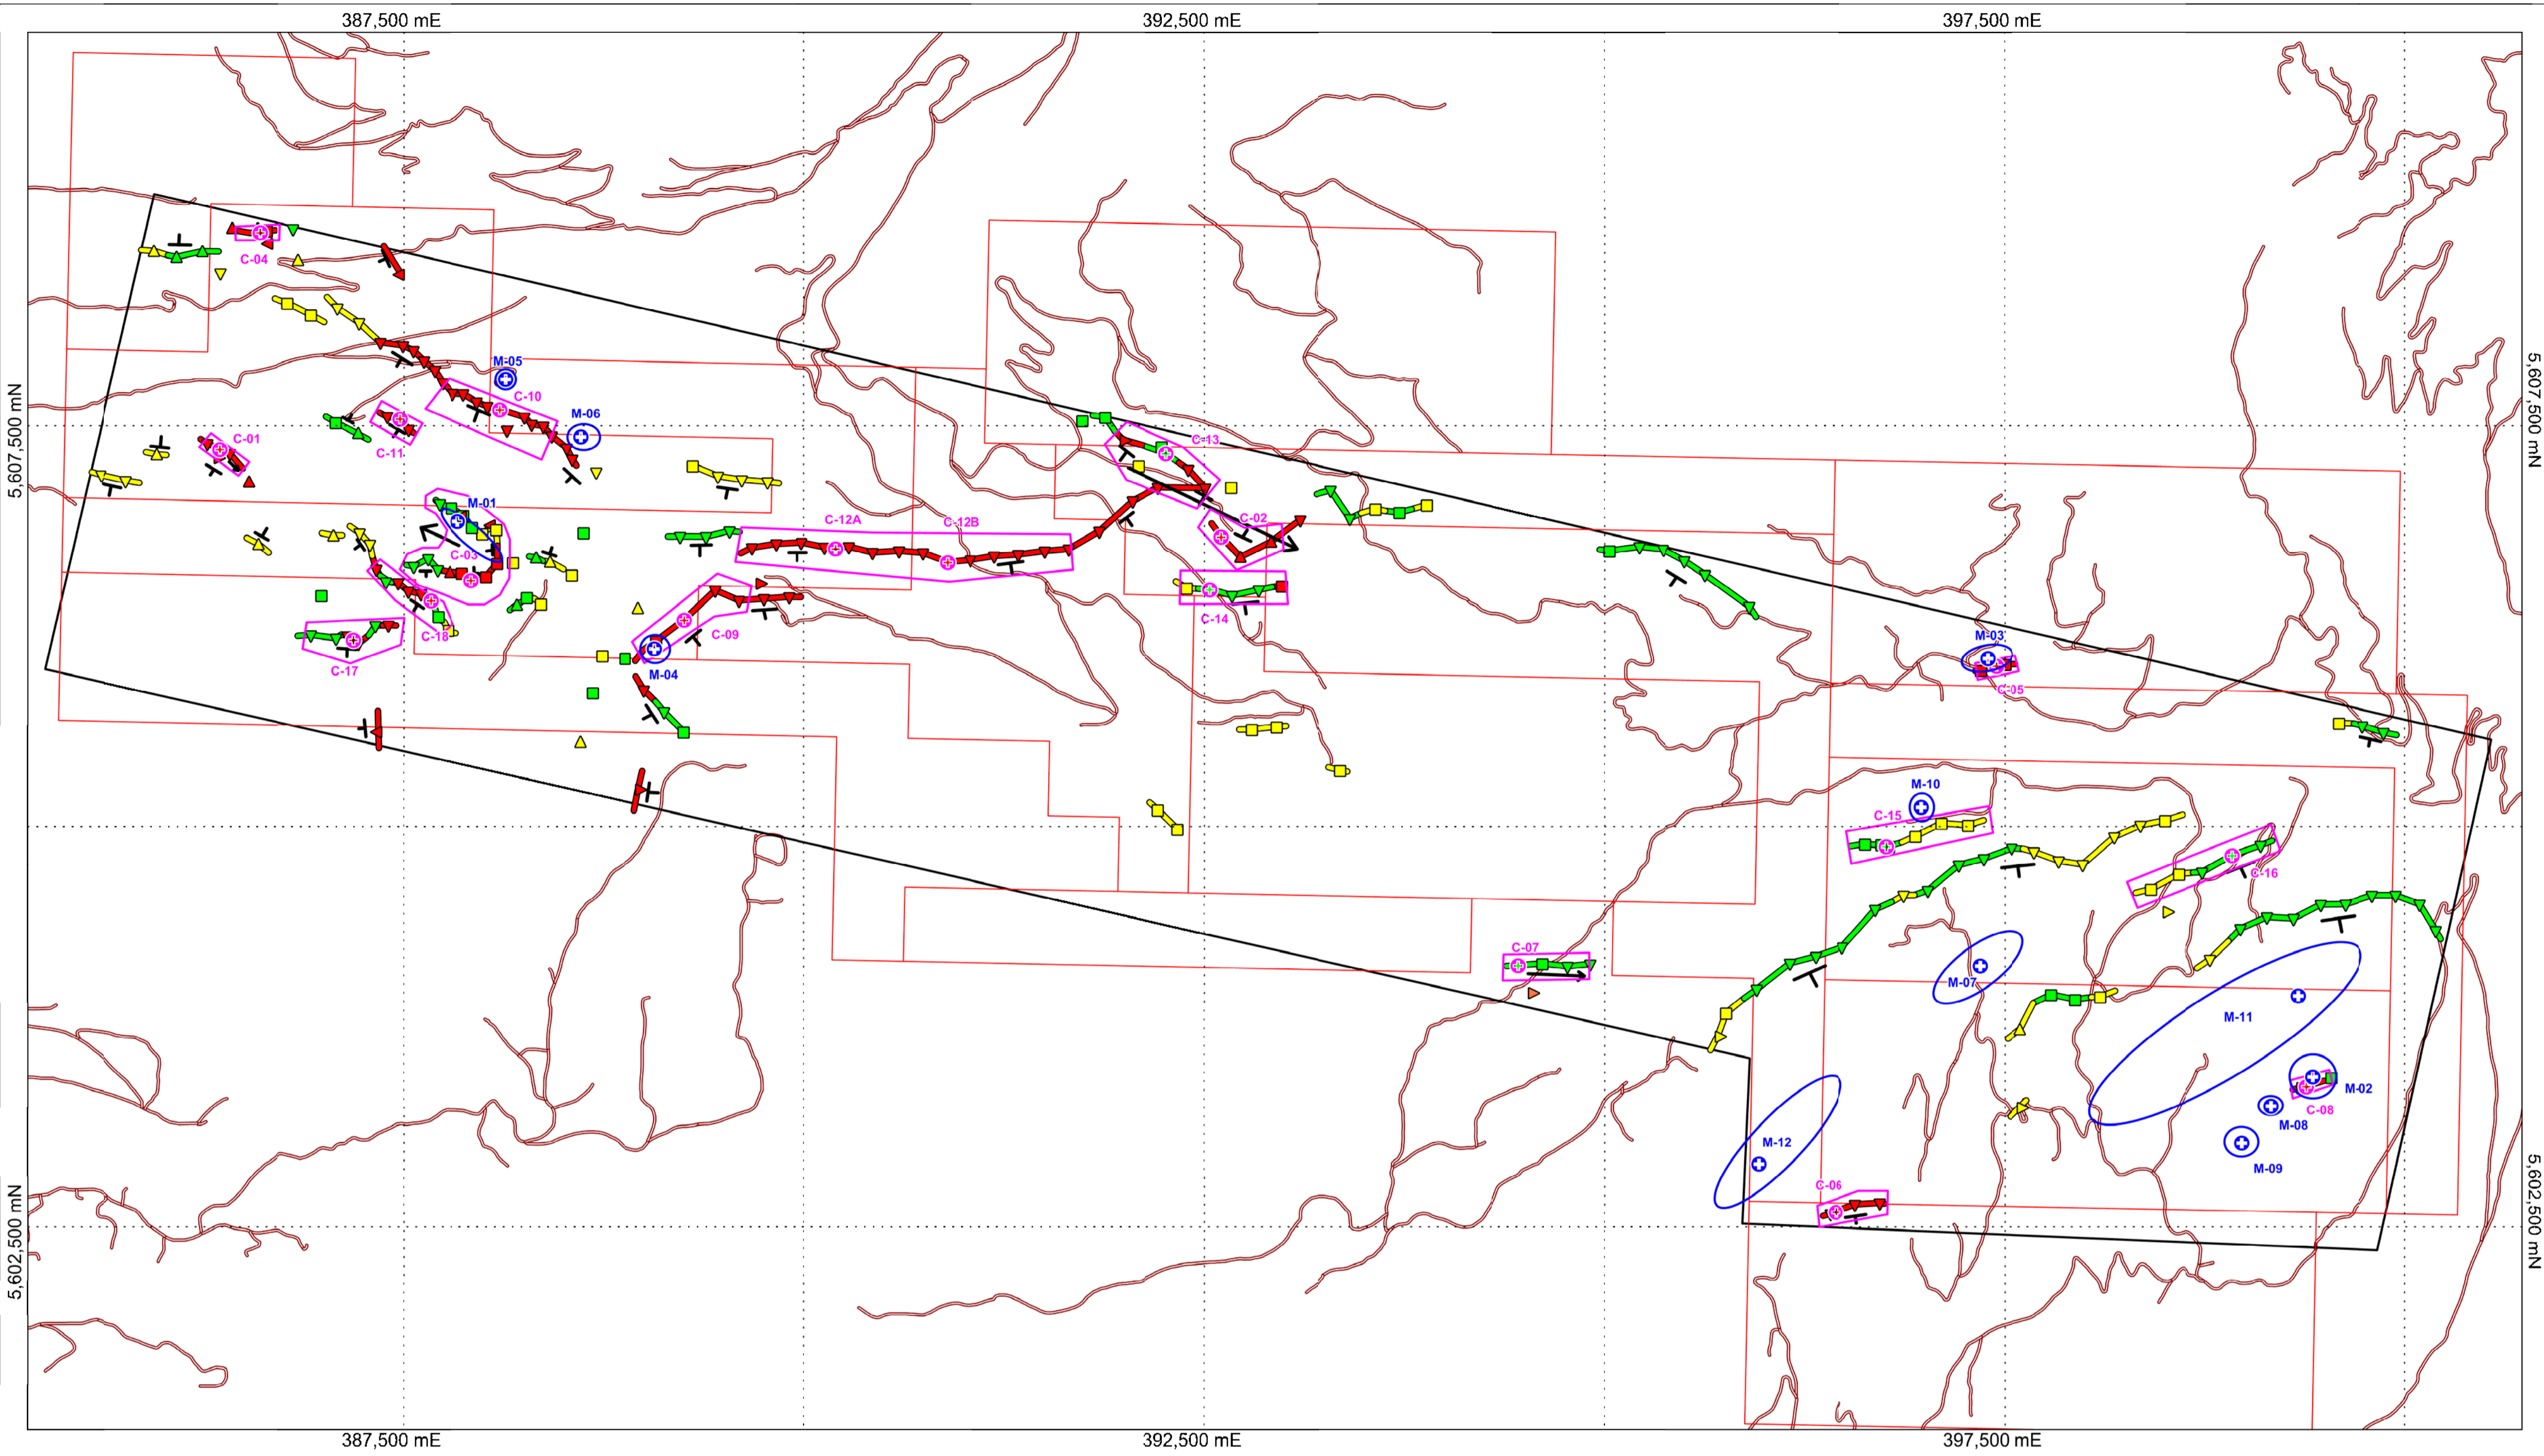 387,500 mE
392,500 mE
397,500 mE
C-04
M-05
C-10
M-06
C-01
C-11
C-13
5,607,500 mN
5,607,500 mN
M-01
C-12A
C-12B
C-02
C-03
C-14
C-18
C-09
M-03
C-17
M-04
C-05
M-10
C-15
C-16
C-07
M-07
M-11
M-02
C-08
M-08
M-12
M-09
C-06
5,602,500 mN
5,602,500 mN
387,500 mE
392,500 mE
397,500 mE